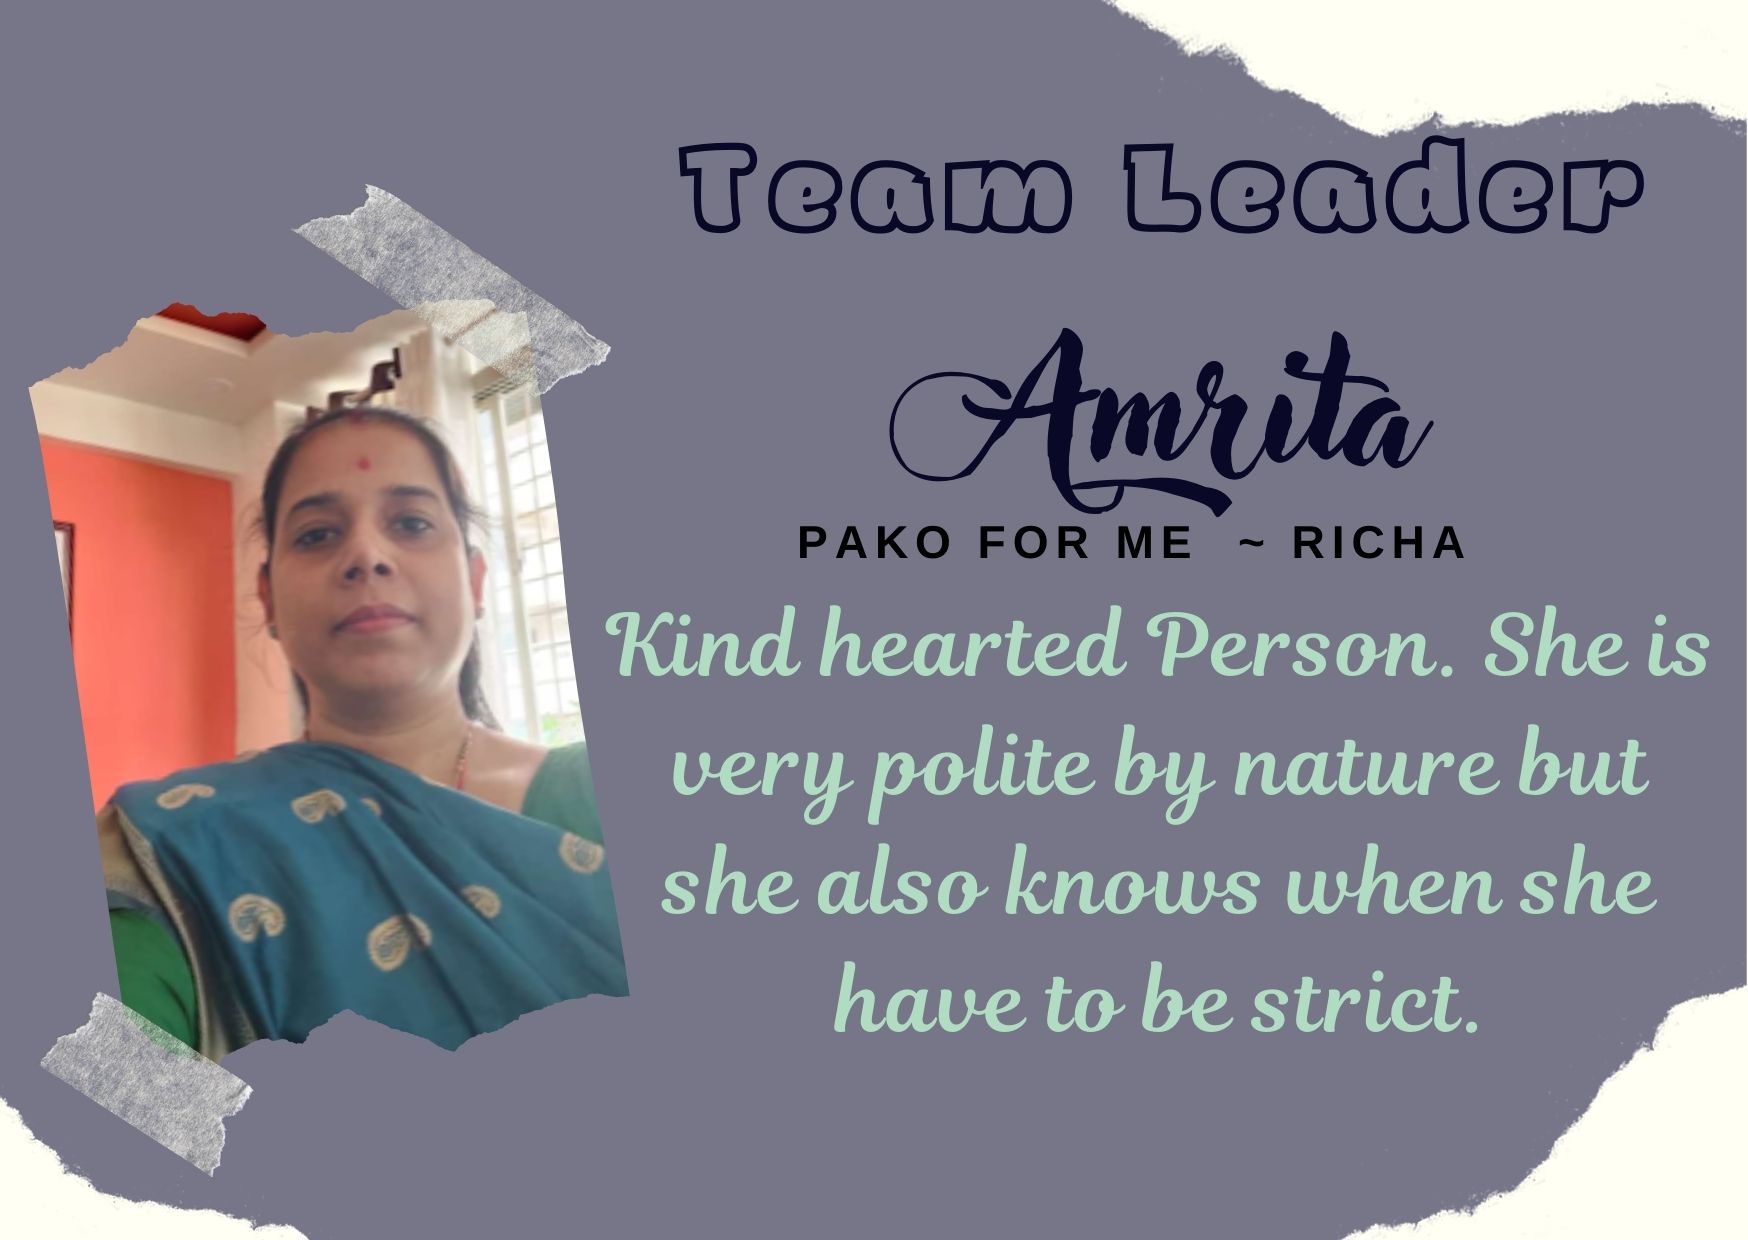 Team Leader
Amrita
PAKO FOR ME ~ RICHA
Kind hearted Person. She is
very polite by nature but
she also knows when she
have to be strict.